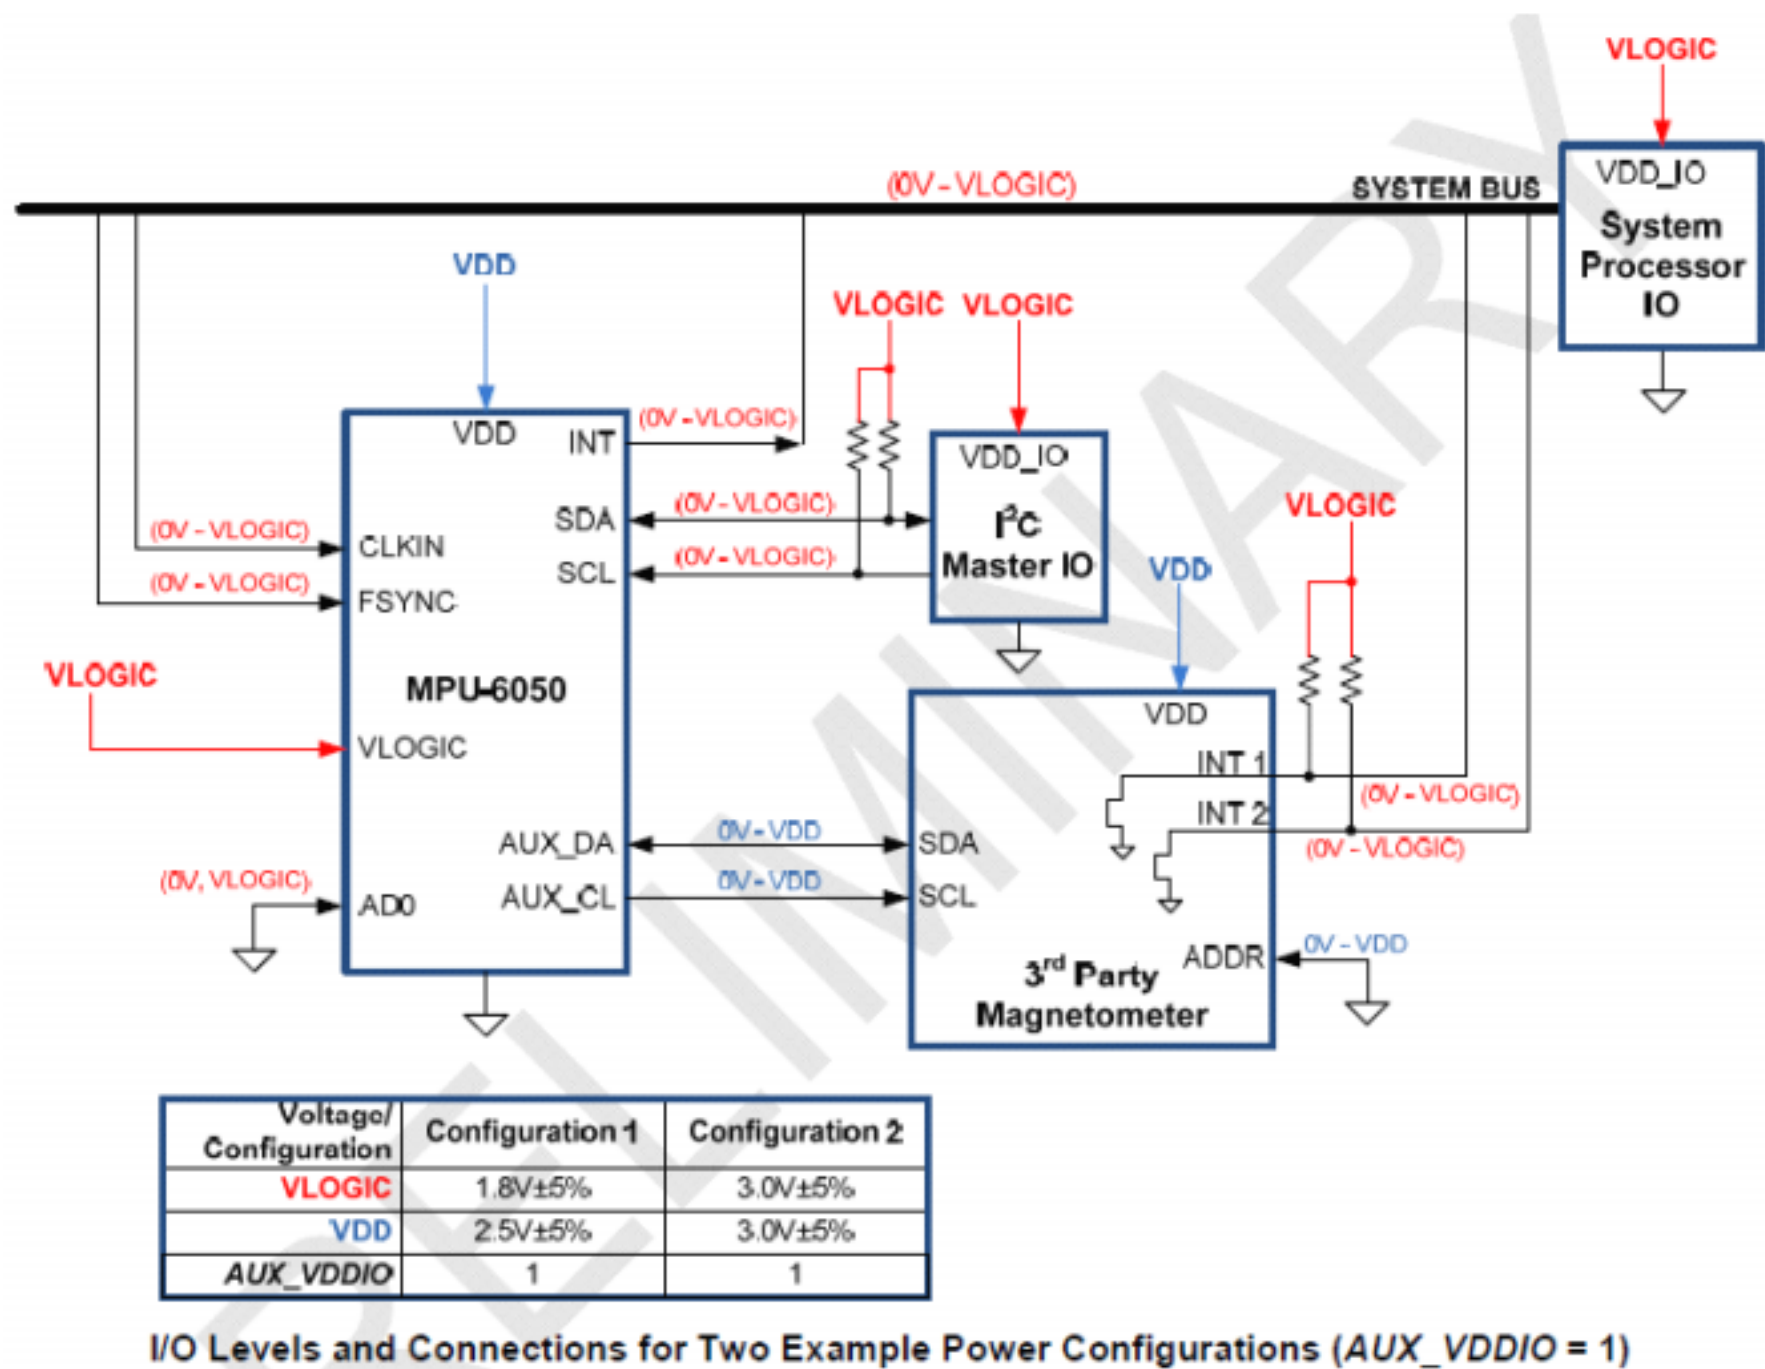 VLOGIC
(0V - VLOGIC)
SYSTEM BUS
VDD_IO
System
Processor
IO
VDD
VLOGIC
VLOGIC
VDD
INT
(0V - VLOGIC)
VDD_IO
I²C
Master IO
SDA
(0V - VLOGIC)
SCL
(0V - VLOGIC)
(0V - VLOGIC)
CLKIN
(0V - VLOGIC)
FSYNC
VLOGIC
VDD
VLOGIC
MPU-6050
VLOGIC
VDD
INT 1
(0V - VLOGIC)
INT 2
(0V - VLOGIC)
AUX_DA
0V - VDD
SDA
AUX_CL
0V - VDD
SCL
(0V, VLOGIC)
AD0
ADDR
0V - VDD
3rd Party
Magnetometer
Voltage/
Configuration
Configuration 1
Configuration 2
VLOGIC
1.8V±5%
3.0V±5%
VDD
2.5V±5%
3.0V±5%
AUX_VDDIO
1
1
I/O Levels and Connections for Two Example Power Configurations (AUX_VDDIO = 1)
PRELIMINARY